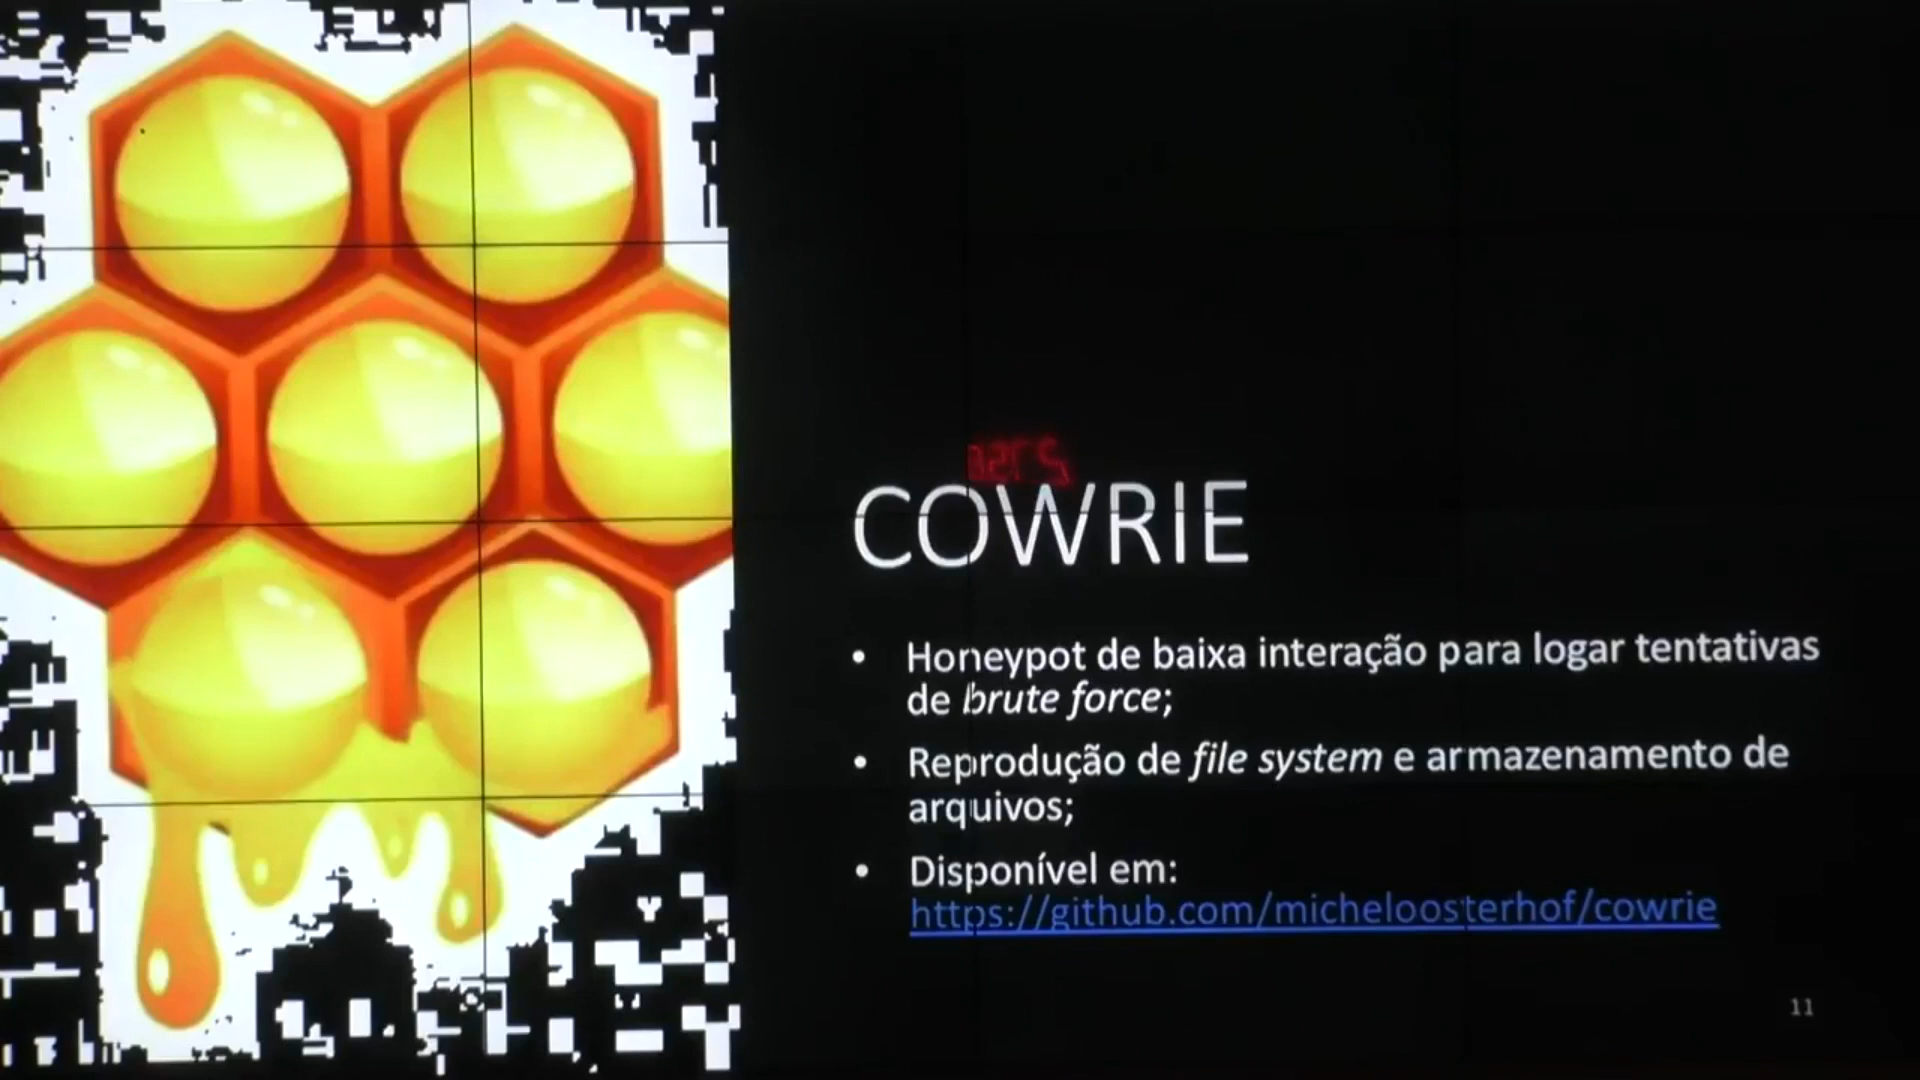 COWRIE
• Honeypot de baixa interação para logar tentativas
de brute force;
• Reprodução de file system e armazenamento de
arquivos;
• Disponível em:
https://github.com/micheloosterhof/cowrie
11